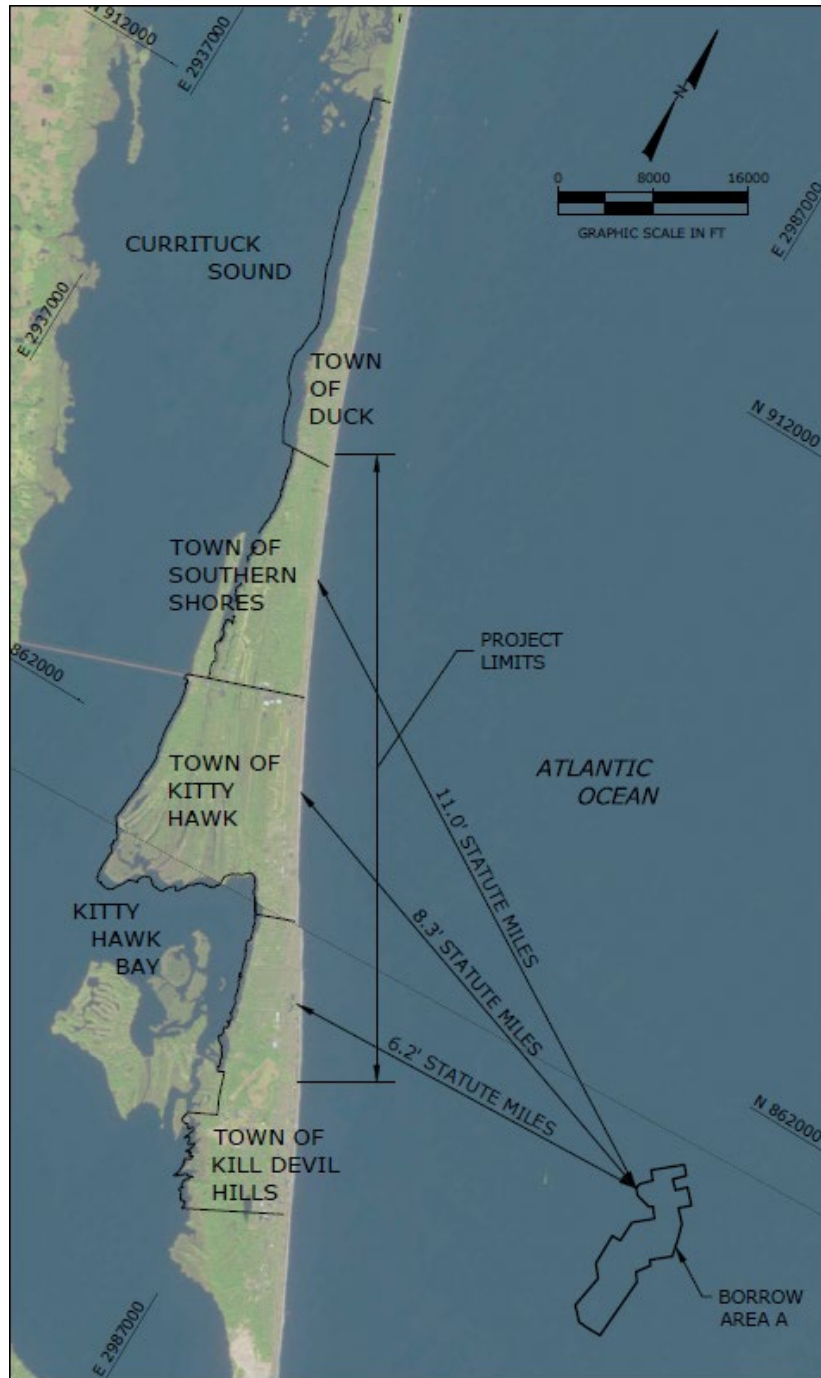 N 912000
E 2937000
N
0 8000 16000
GRAPHIC SCALE IN FT
E 2987000
CURRITUCK
SOUND
E 2937000
TOWN
OF
DUCK
N 912000
TOWN OF
SOUTHERN
SHORES
PROJECT
LIMITS
862000
TOWN OF
KITTY
HAWK
ATLANTIC
OCEAN
11.0' STATUTE MILES
8.3' STATUTE MILES
6.2' STATUTE MILES
KITTY
HAWK
BAY
N 862000
TOWN OF
KILL DEVIL
HILLS
BORROW
AREA A
E 2987000